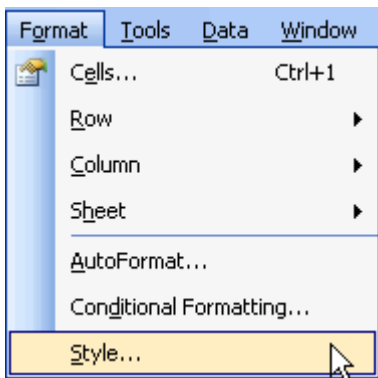 Format Tools Data Window
Cells... Ctrl+1
Row
Column
Sheet
AutoFormat...
Conditional Formatting...
Style...